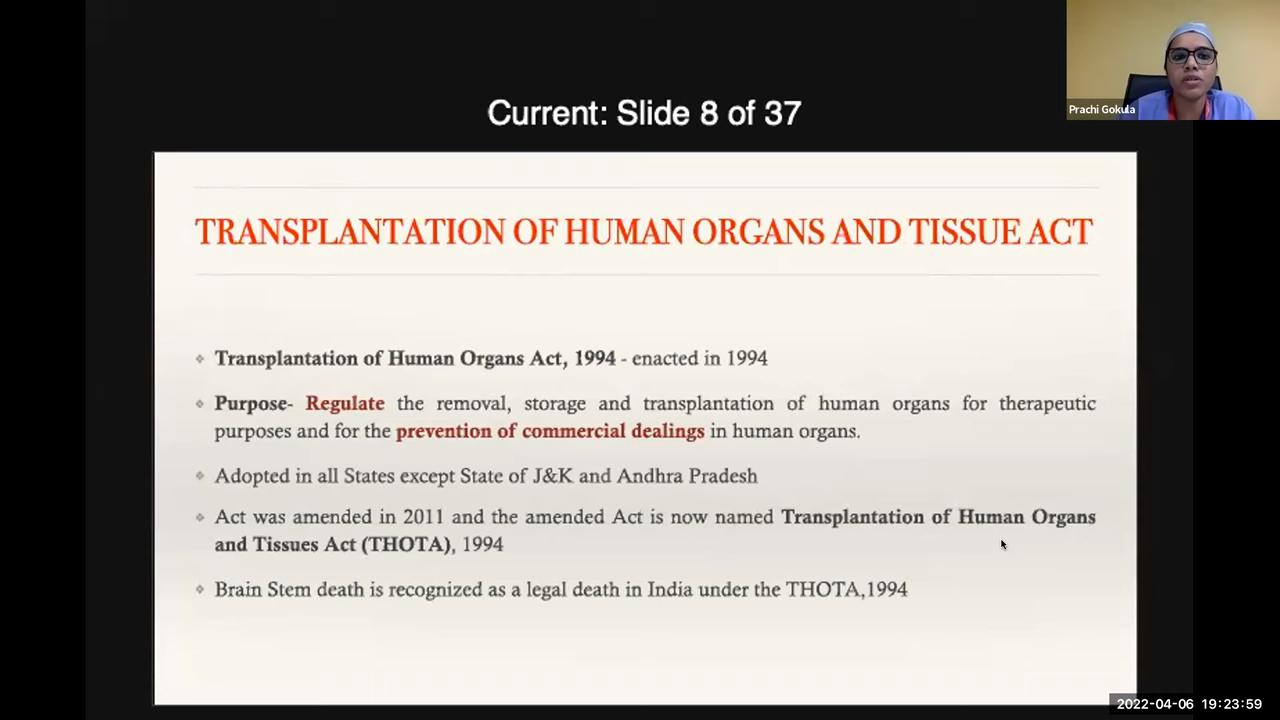 Prachi Gokula
Current: Slide 8 of 37
TRANSPLANTATION OF HUMAN ORGANS AND TISSUE ACT
Transplantation of Human Organs Act, 1994 - enacted in 1994
Purpose- Regulate the removal, storage and transplantation of human organs for therapeutic
purposes and for the prevention of commercial dealings in human organs.
Adopted in all States except State of J&K and Andhra Pradesh
Act was amended in 2011 and the amended Act is now named Transplantation of Human Organs
and Tissues Act (THOTA), 1994
Brain Stem death is recognized as a legal death in India under the THOTA,1994
2022-04-06 19:23:59